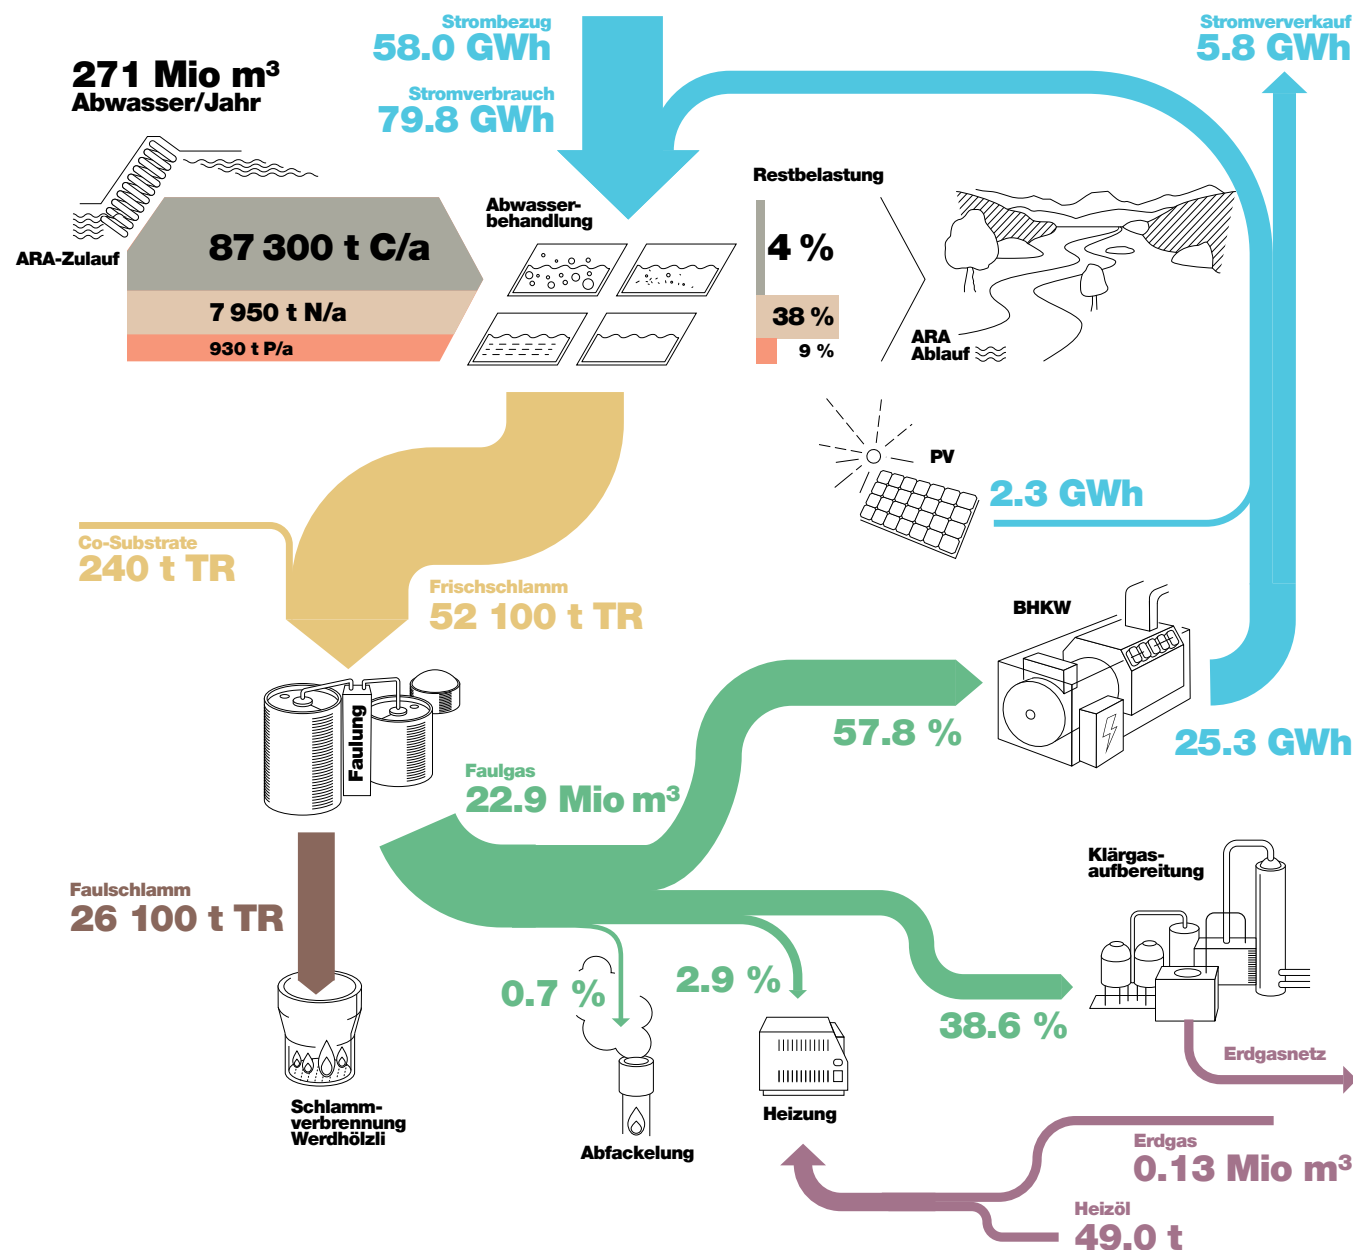 Strombezug
58.0 GWh
Stromververkauf
5.8 GWh
271 Mio m³
Abwasser/Jahr
Stromverbrauch
79.8 GWh
Restbelastung
Abwasser-
behandlung
ARA-Zulauf
87 300 t C/a
7 950 t N/a
930 t P/a
4 %
38 %
9 %
ARA
Ablauf
PV
2.3 GWh
Co-Substrate
240 t TR
Frischschlamm
52 100 t TR
BHKW
Faulung
57.8 %
25.3 GWh
Faulgas
22.9 Mio m³
Klärgas-
aufbereitung
Faulschlamm
26 100 t TR
0.7 %
2.9 %
38.6 %
Erdgasnetz
Schlamm-
verbrennung
Werdhölzli
Heizung
Abfackelung
Erdgas
0.13 Mio m³
Heizöl
49.0 t